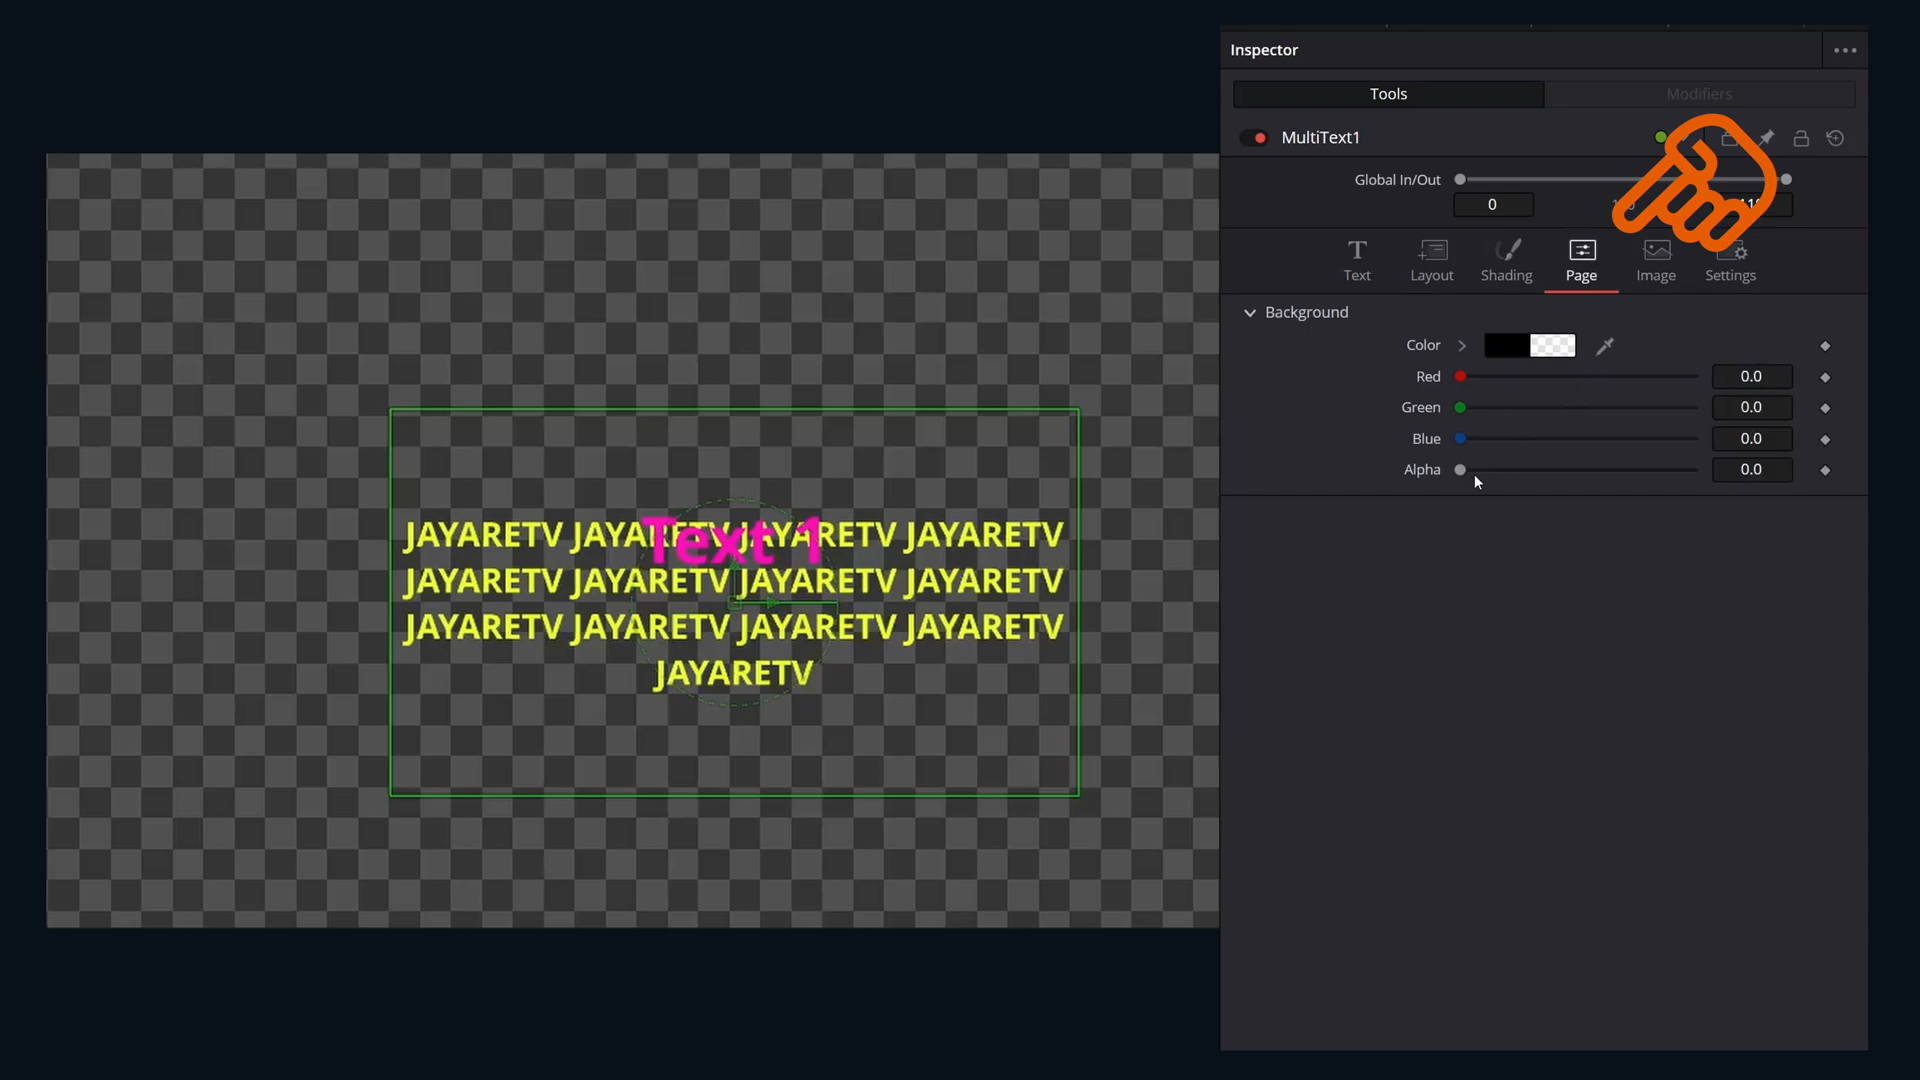 Inspector
Tools
Modifiers
MultiText1
Global In/Out
0
Text
Layout
Shading
Page
Image
Settings
Background
Color
Red
0.0
Green
0.0
Blue
0.0
Alpha
0.0
Text 1
JAYARETV JAYARETV JAYARETV JAYARETV
JAYARETV JAYARETV JAYARETV JAYARETV
JAYARETV JAYARETV JAYARETV JAYARETV
JAYARETV